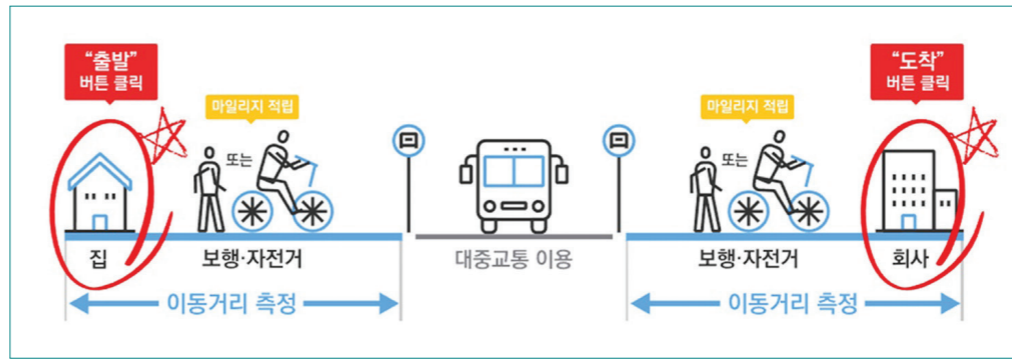 “출발”
버튼 클릭
마일리지 적립
또는
마일리지 적립
또는
“도착”
버튼 클릭
집
보행·자전거
대중교통 이용
보행·자전거
회사
이동거리 측정
이동거리 측정